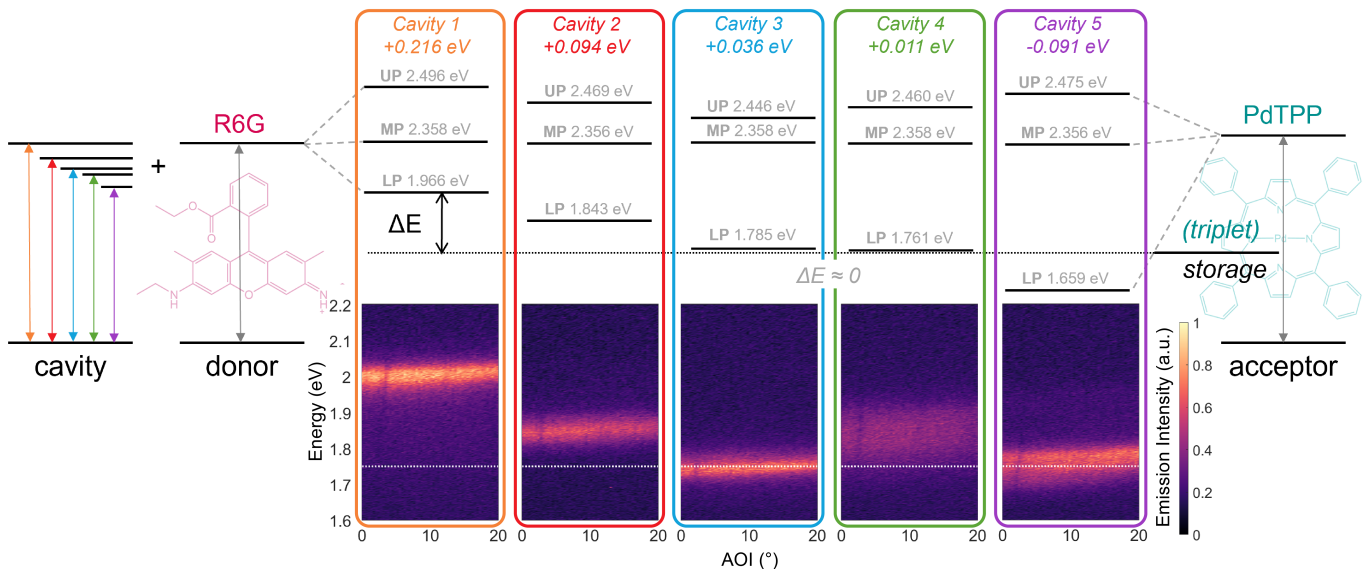 Cavity 1
+0.216 eV
Cavity 2
+0.094 eV
Cavity 3
+0.036 eV
Cavity 4
+0.011 eV
Cavity 5
-0.091 eV
UP 2.496 eV
UP 2.469 eV
UP 2.446 eV
UP 2.460 eV
UP 2.475 eV
R6G
PdTPP
MP 2.358 eV
MP 2.356 eV
MP 2.358 eV
MP 2.358 eV
MP 2.356 eV
+
LP 1.966 eV
LP 1.843 eV
LP 1.785 eV
LP 1.761 eV
LP 1.659 eV
ΔE
ΔE ≈ 0
O
O
O
N
H
N
H
+
N
N
Pd
N
N
(triplet)
storage
cavity
donor
acceptor
Energy (eV)
2.2
2.1
2
1.9
1.8
1.7
1.6
0 10 20
0 10 20
0 10 20
0 10 20
0 10 20
AOI (°)
Emission Intensity (a.u.)
1
0.8
0.6
0.4
0.2
0